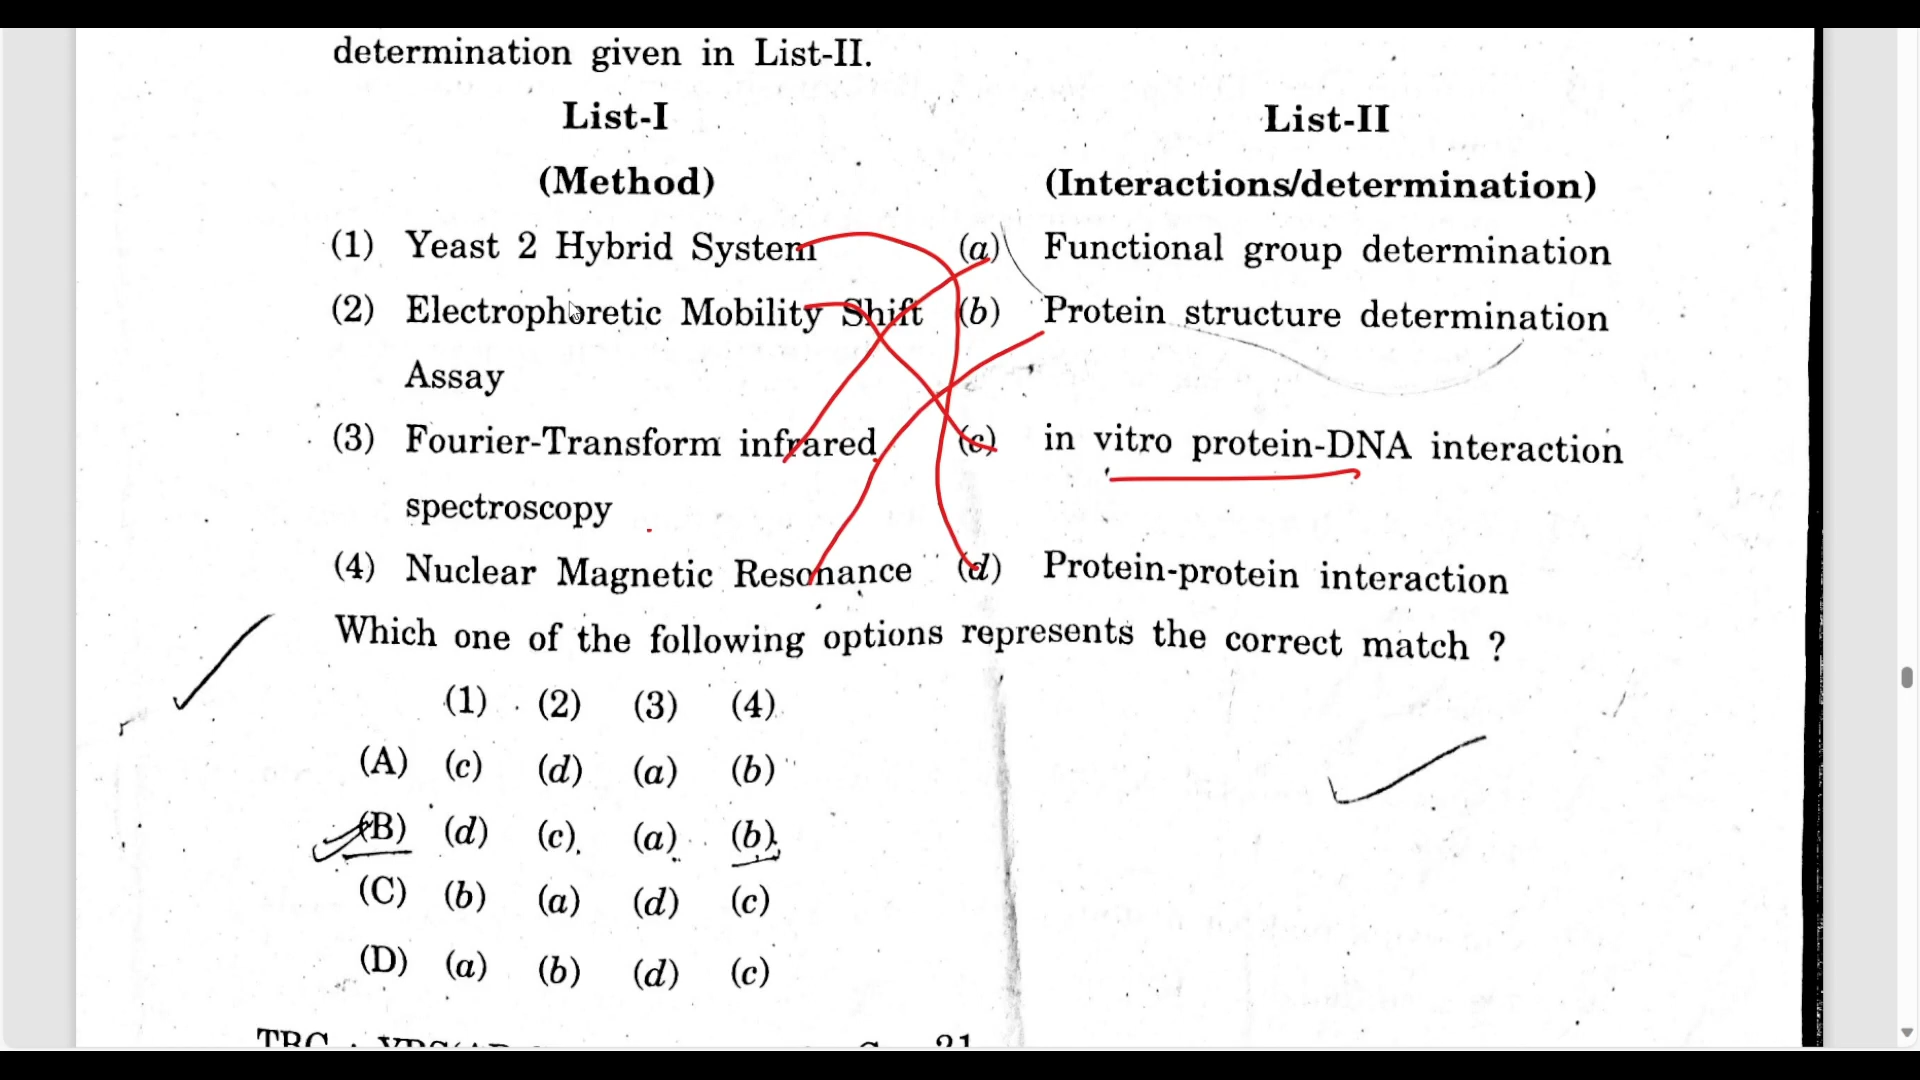 determination given in List-II.
List-I List-II
(Method) (Interactions/determination)
(1) Yeast 2 Hybrid System (a) Functional group determination
(2) Electrophoretic Mobility Shift (b) Protein structure determination
Assay
(3) Fourier-Transform infrared (c) in vitro protein-DNA interaction
spectroscopy
(4) Nuclear Magnetic Resonance (d) Protein-protein interaction
Which one of the following options represents the correct match ?
(1) (2) (3) (4)
(A) (c) (d) (a) (b)
(B) (d) (c) (a) (b)
(C) (b) (a) (d) (c)
(D) (a) (b) (d) (c)
21